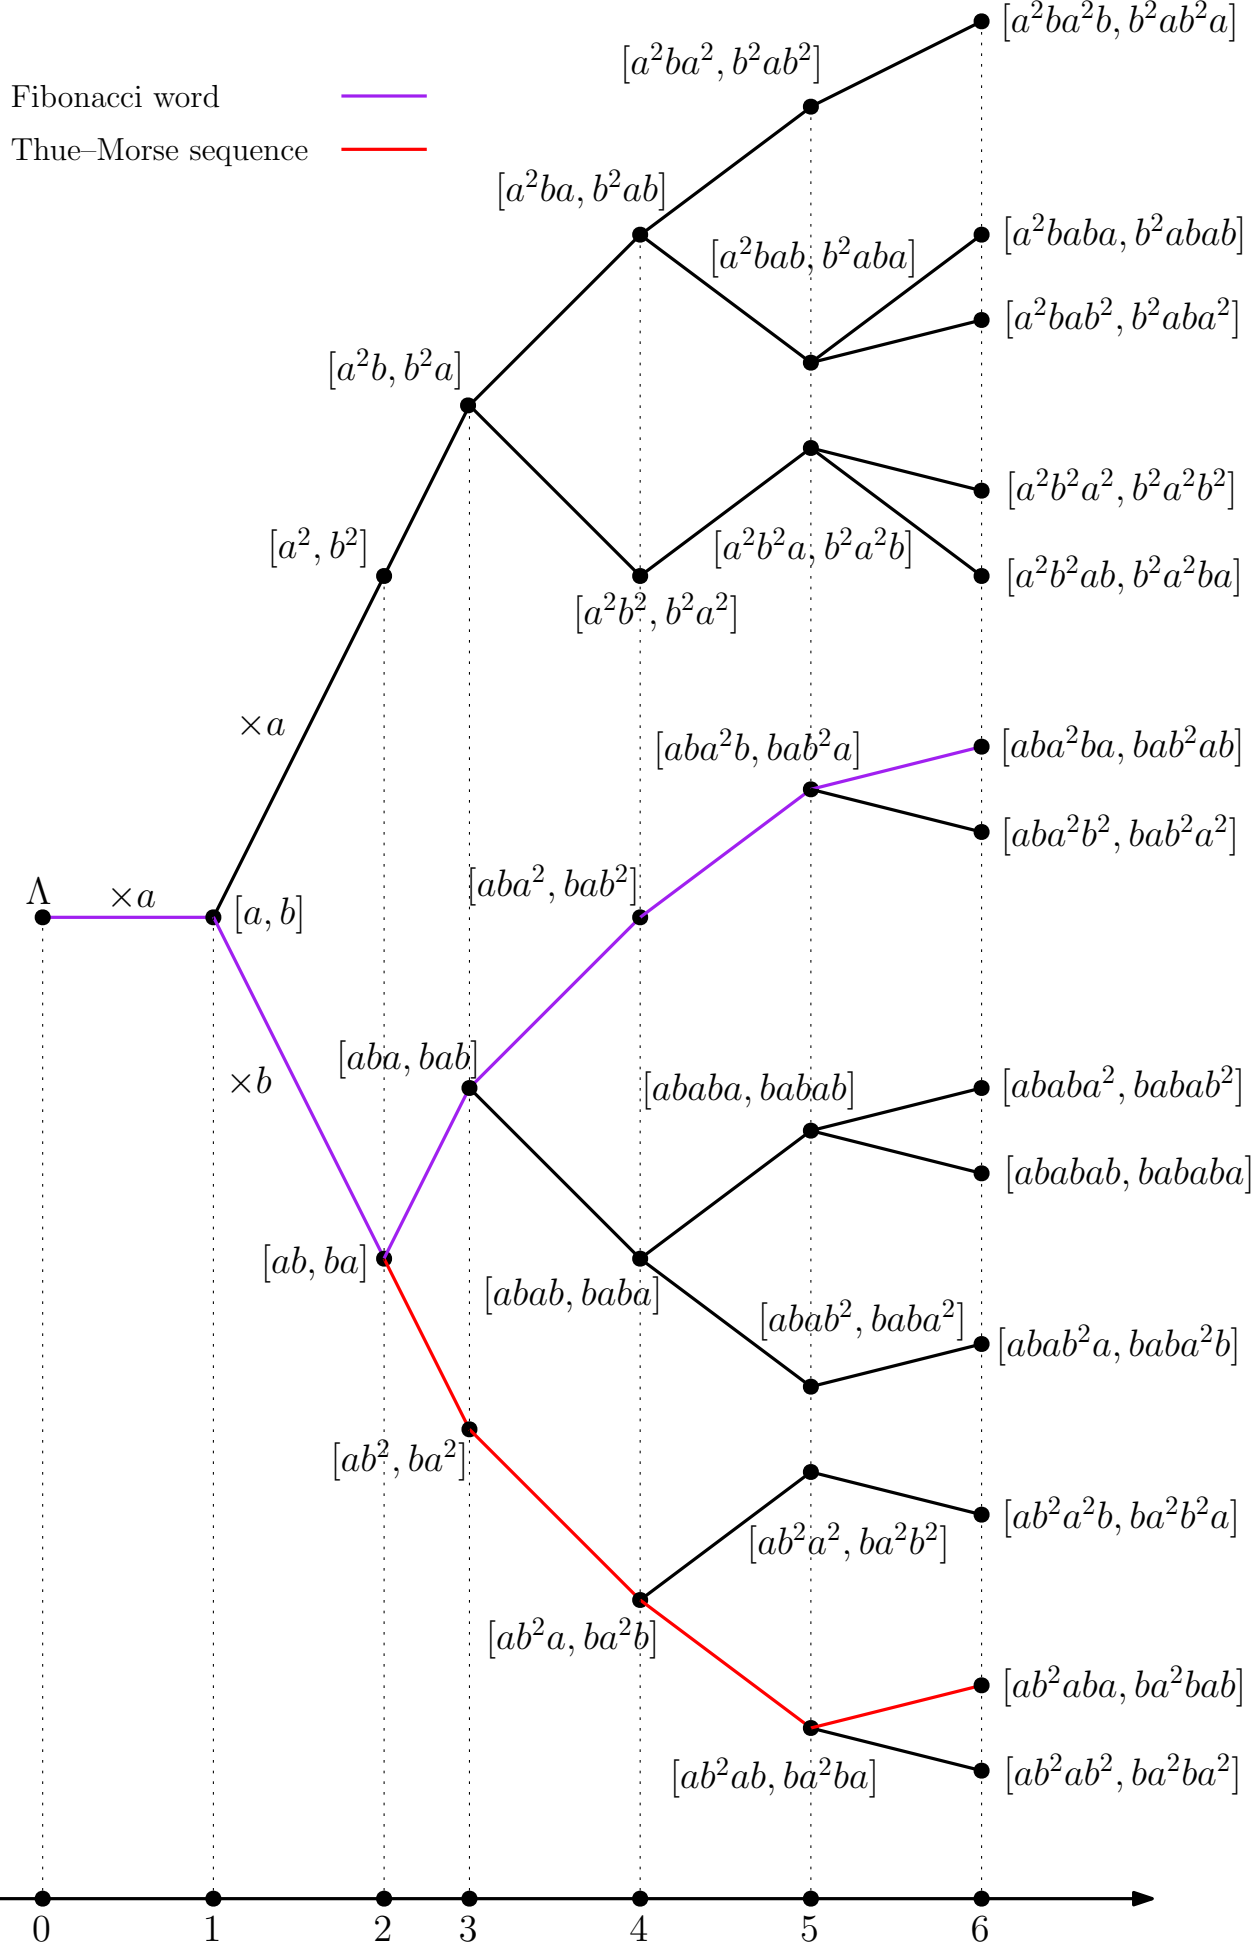 [a²ba²b, b²ab²a]
[a²ba², b²ab²]
Fibonacci word
Thue–Morse sequence
[a²ba, b²ab]
[a²baba, b²abab]
[a²bab, b²aba]
[a²bab², b²aba²]
[a²b, b²a]
[a²b²a², b²a²b²]
[a², b²]
[a²b²a, b²a²b]
[a²b²ab, b²a²ba]
[a²b², b²a²]
×a
[aba²b, bab²a]
[aba²ba, bab²ab]
[aba²b², bab²a²]
[aba², bab²]
Λ
×a
[a, b]
[aba, bab]
×b
[ababa, babab]
[ababa², babab²]
[ababab, bababa]
[ab, ba]
[abab, baba]
[abab², baba²]
[abab²a, baba²b]
[ab², ba²]
[ab²a²b, ba²b²a]
[ab²a², ba²b²]
[ab²a, ba²b]
[ab²aba, ba²bab]
[ab²ab, ba²ba]
[ab²ab², ba²ba²]
0 1 2 3 4 5 6